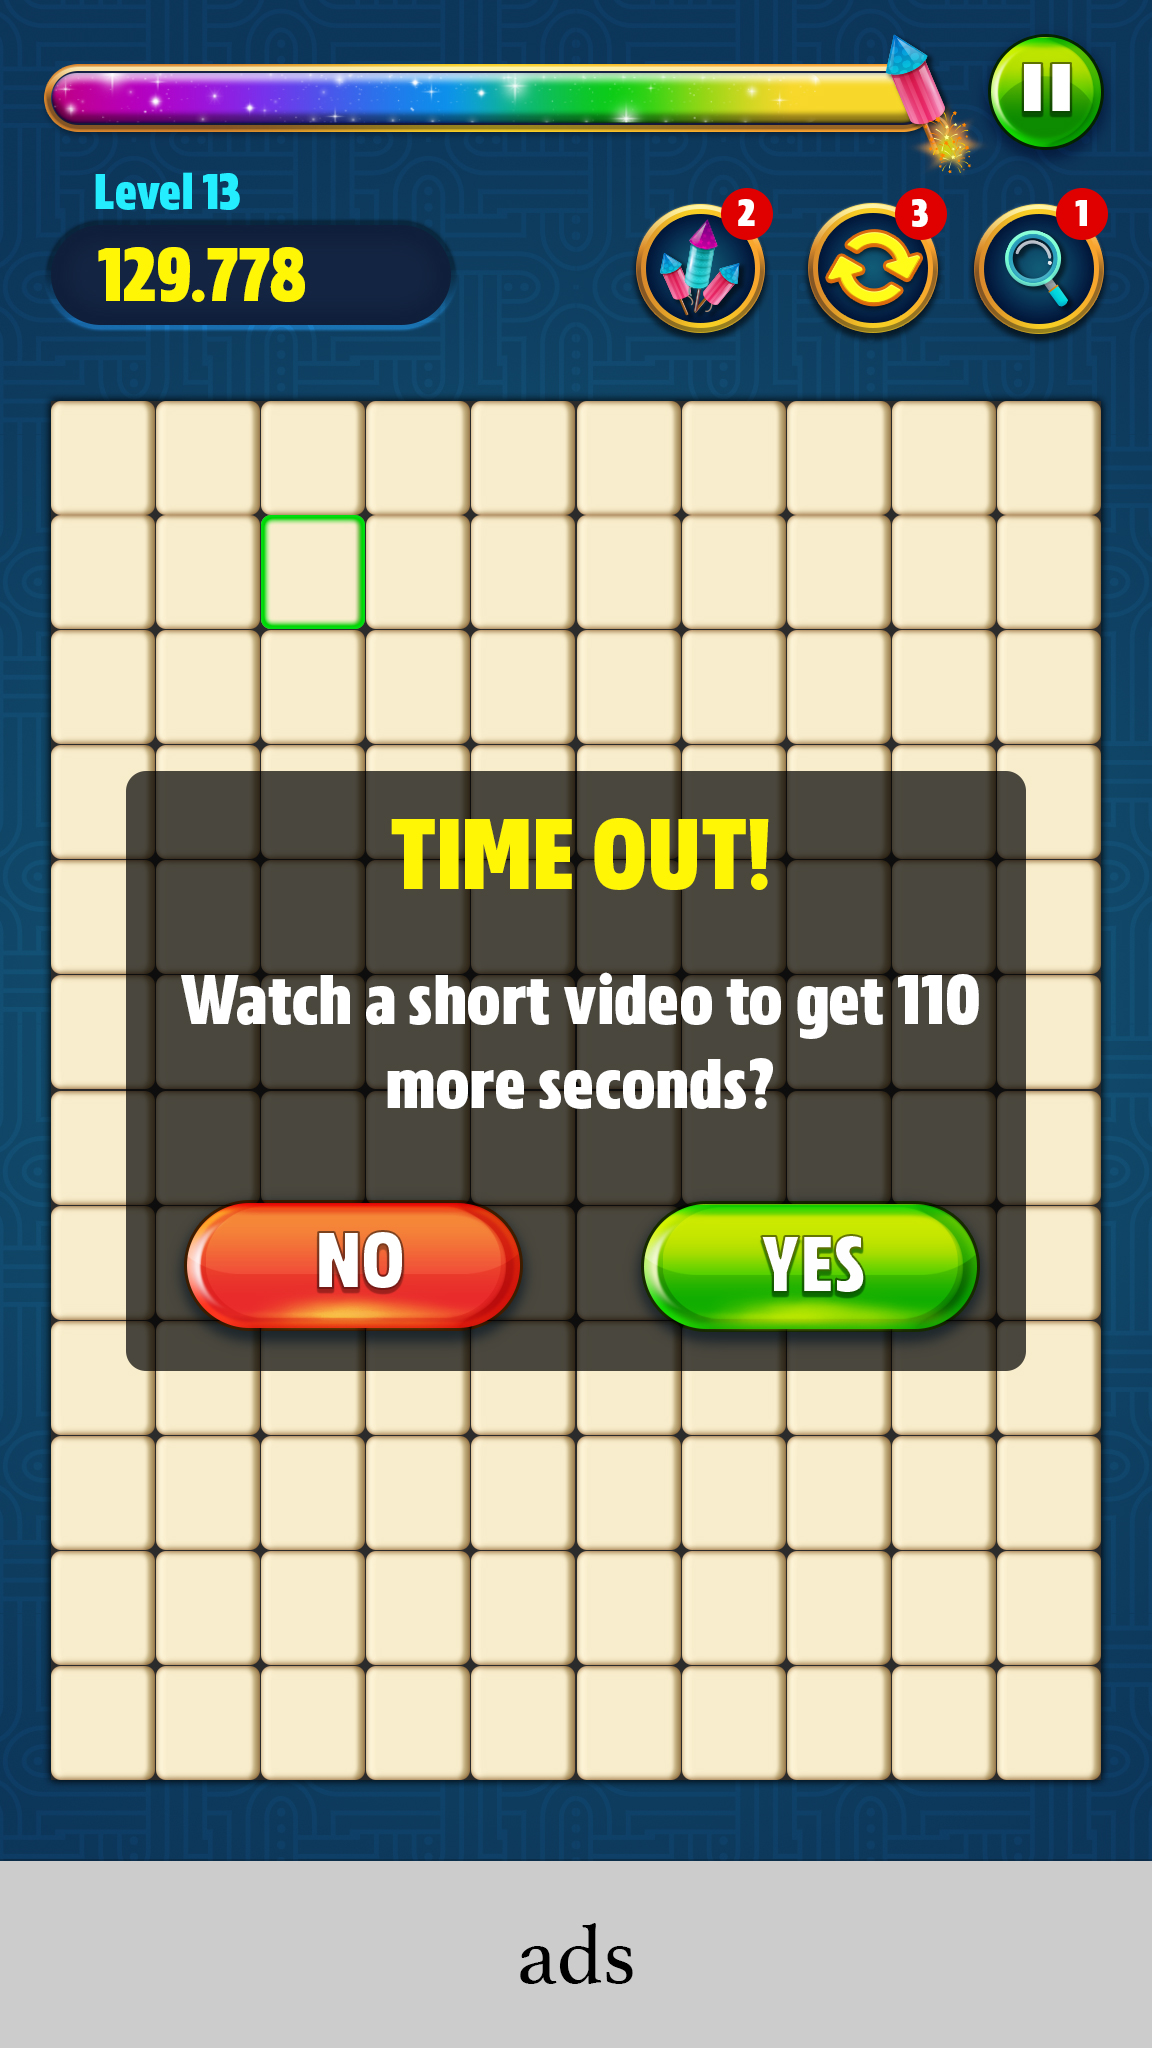 Level 13
129.778
2
3
1
TIME OUT!
Watch a short video to get 110
more seconds?
NO
YES
ads